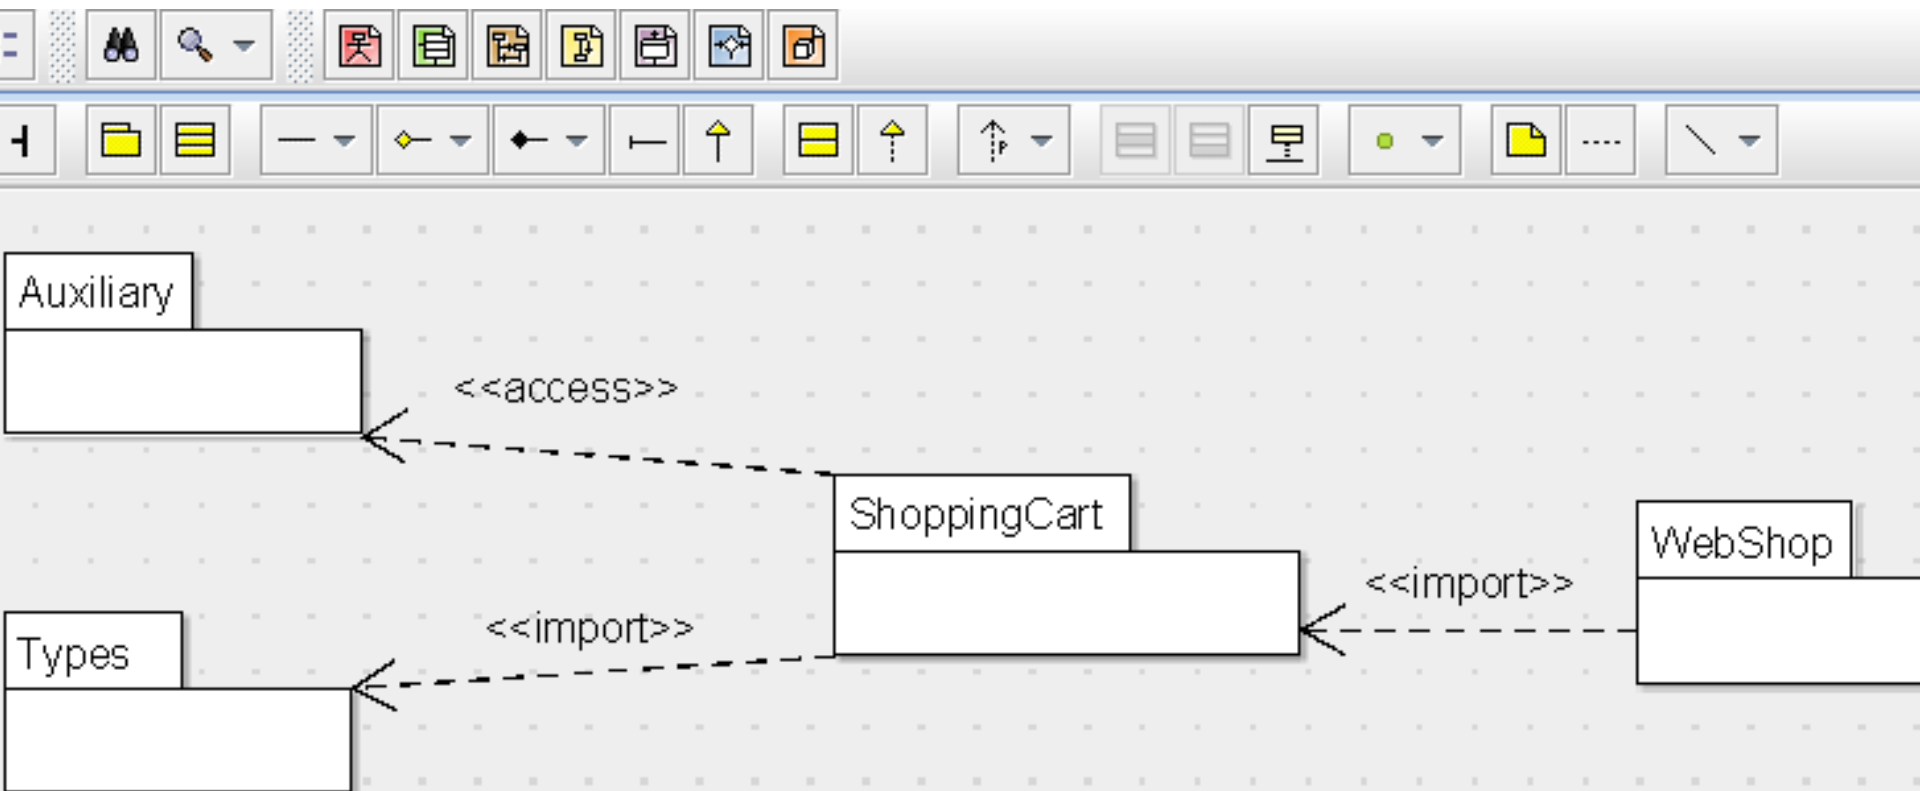 Auxiliary
<<access>>
ShoppingCart
WebShop
<<import>>
<<import>>
Types